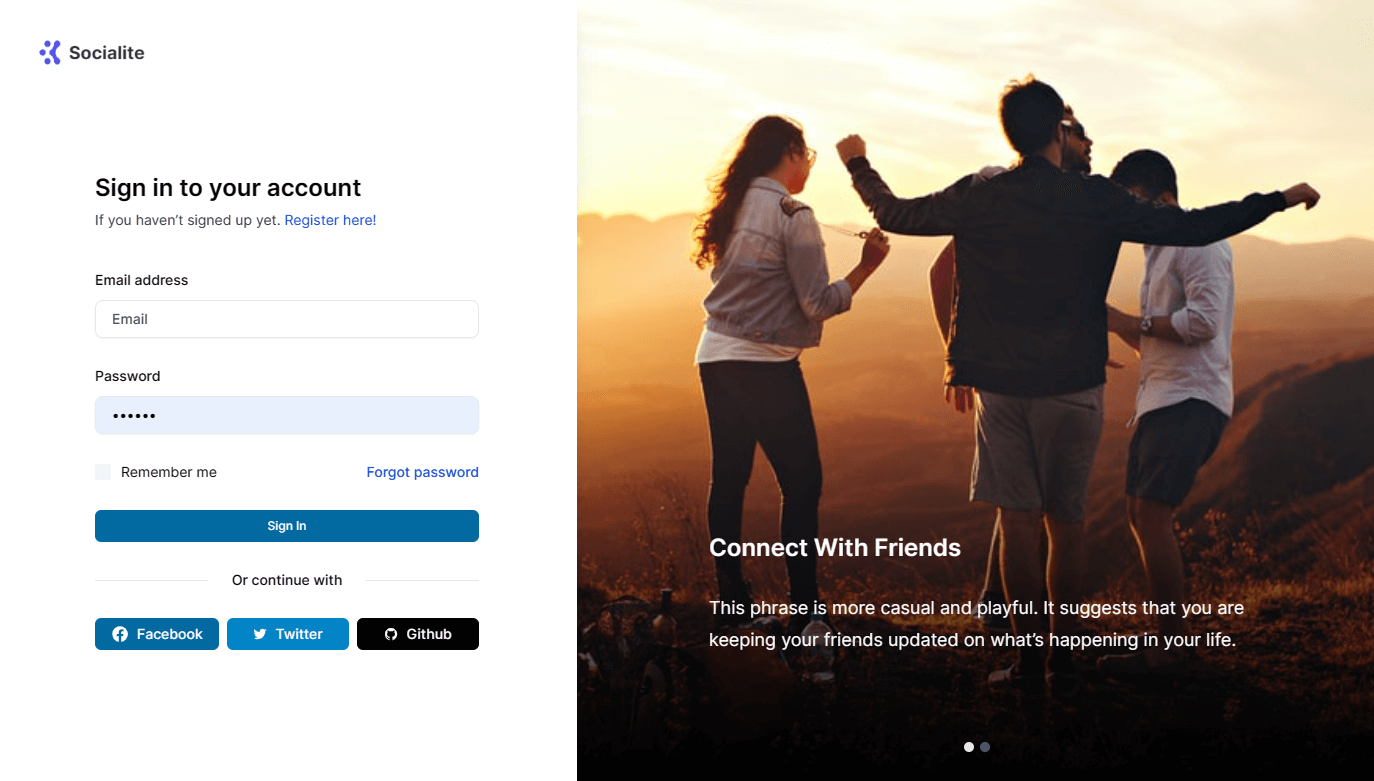 Socialite
Sign in to your account
If you haven’t signed up yet. Register here!
Email address
Email
Password
••••••
Remember me
Forgot password
Sign In
Or continue with
Facebook
Twitter
Github
Connect With Friends
This phrase is more casual and playful. It suggests that you are
keeping your friends updated on what’s happening in your life.